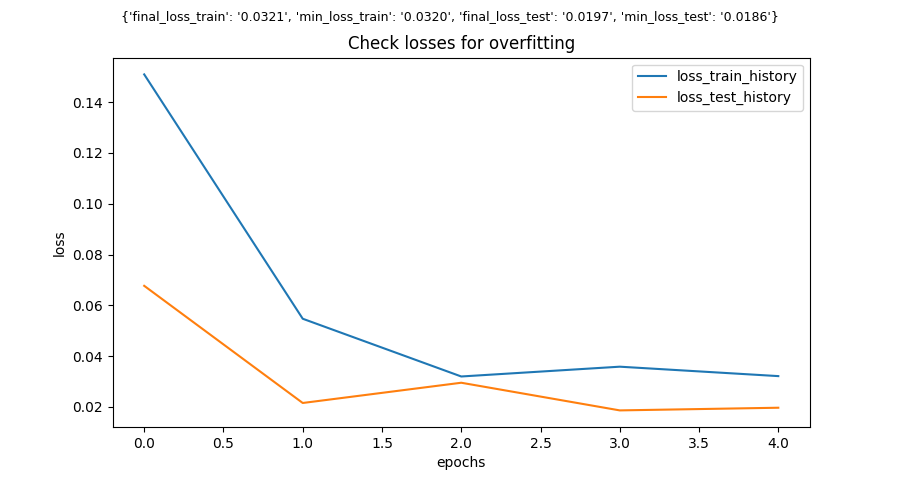 {'final_loss_train': '0.0321', 'min_loss_train': '0.0320', 'final_loss_test': '0.0197', 'min_loss_test': '0.0186'}
Check losses for overfitting
loss_train_history
loss_test_history
0.14
0.12
0.10
0.08
0.06
0.04
0.02
loss
0.0 0.5 1.0 1.5 2.0 2.5 3.0 3.5 4.0
epochs